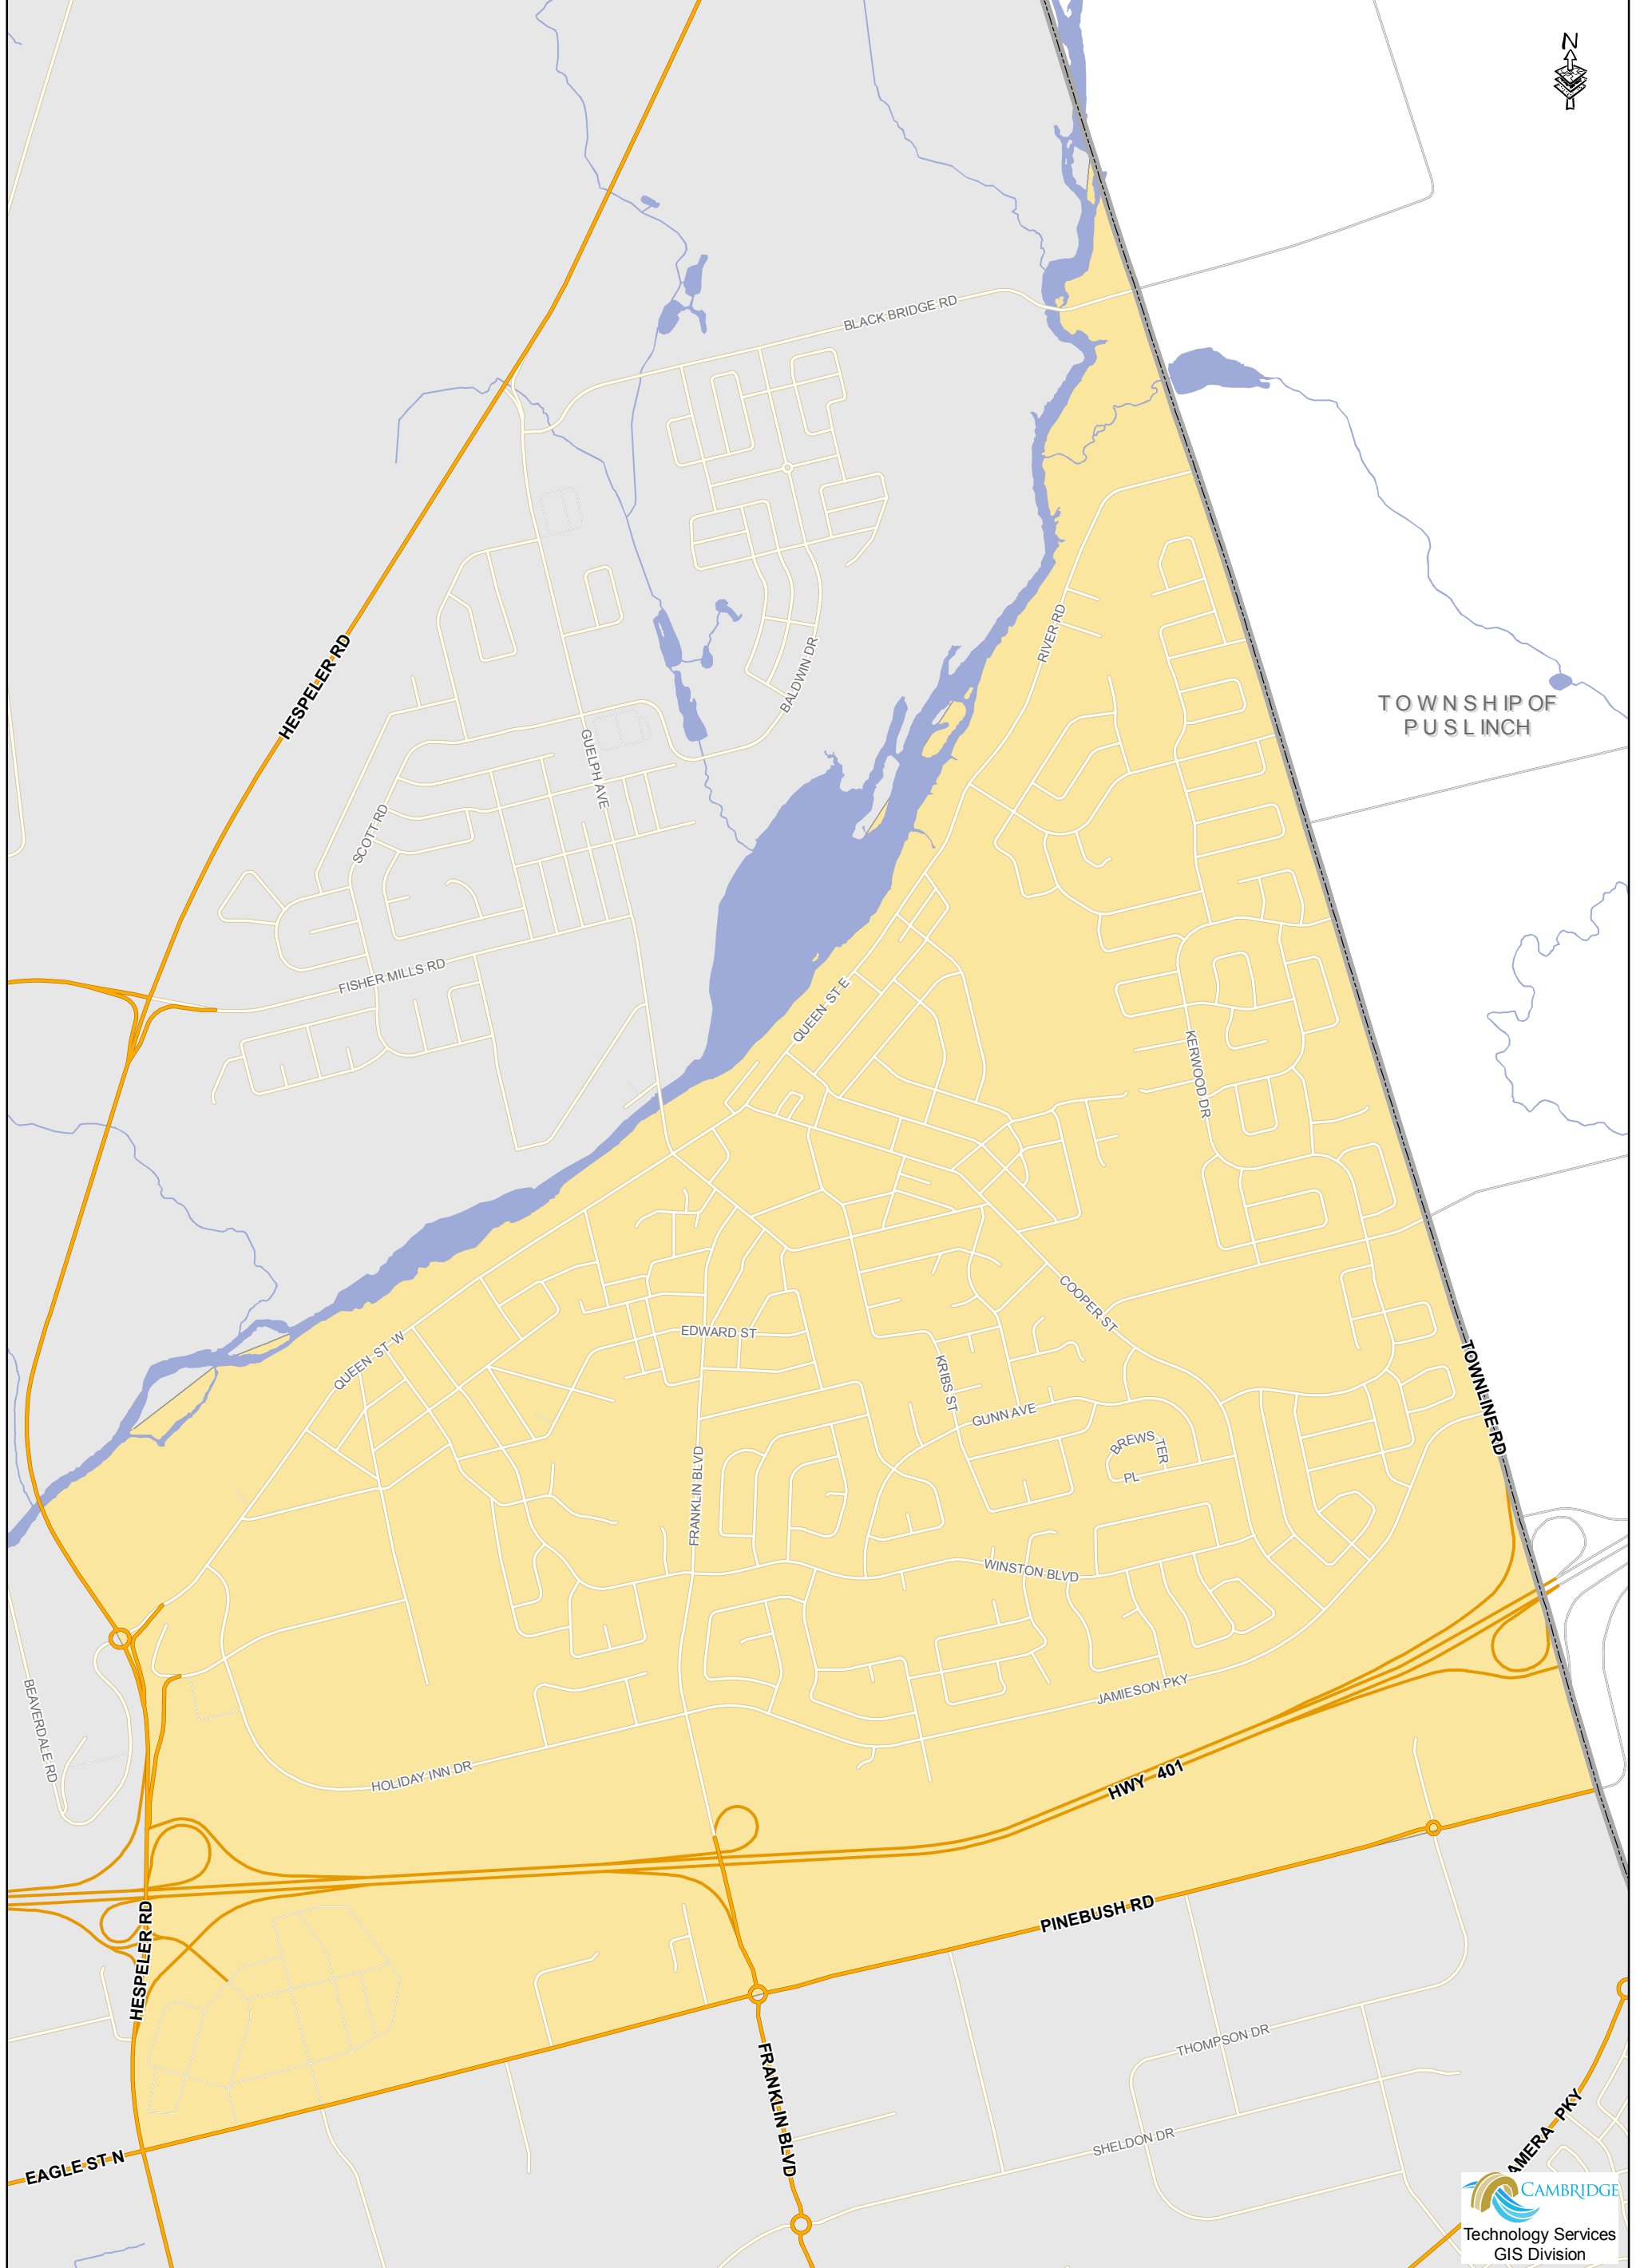 N
BLACK BRIDGE RD
HESPELER RD
RIVER RD
BALDWIN DR
TOWNSHIP OF
PUSLINCH
GUELPH AVE
SCOTT RD
FISHER MILLS RD
QUEEN ST E
KERWOOD DR
COOPER ST
EDWARD ST
QUEEN ST W
KRIBS ST
TOWNLINE RD
GUNN AVE
BREWSTER
PL
FRANKLIN BLVD
WINSTON BLVD
BEAVERDALE RD
JAMIESON PKY
HOLIDAY INN DR
HWY 401
HESPELER RD
PINEBUSH RD
THOMPSON DR
FRANKLIN BLVD
SHELDON DR
EAGLE ST N
AMERA PKY
CAMBRIDGE
Technology Services
GIS Division